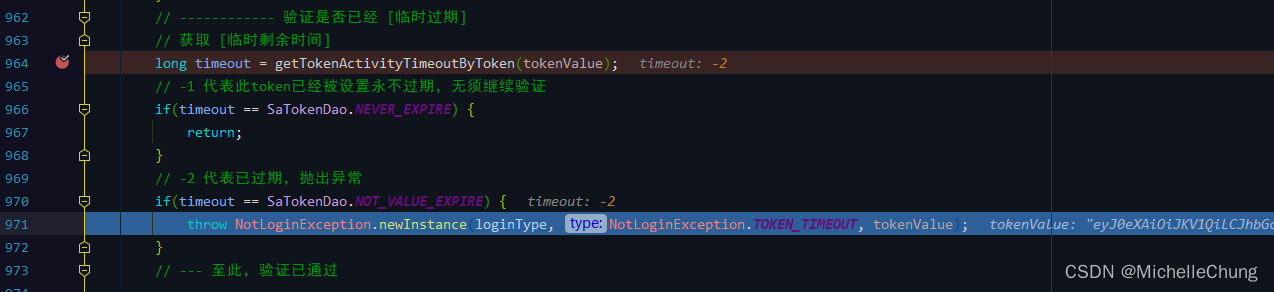 962 // ------------ 验证是否已经 [临时过期]
963 // 获取 [临时剩余时间]
964 long timeout = getTokenActivityTimeoutByToken(tokenValue); timeout: -2
965 // -1 代表此token已经被设置永不过期，无须继续验证
966 if(timeout == SaTokenDao.NEVER_EXPIRE) {
967 return;
968 }
969 // -2 代表已过期，抛出异常
970 if(timeout == SaTokenDao.NOT_VALUE_EXPIRE) { timeout: -2
971 throw NotLoginException.newInstance(loginType, type: NotLoginException.TOKEN_TIMEOUT, tokenValue); tokenValue: "eyJ0eXAiOiJKV1QiLCJhbGc
972 }
973 // --- 至此，验证已通过
CSDN @MichelleChung